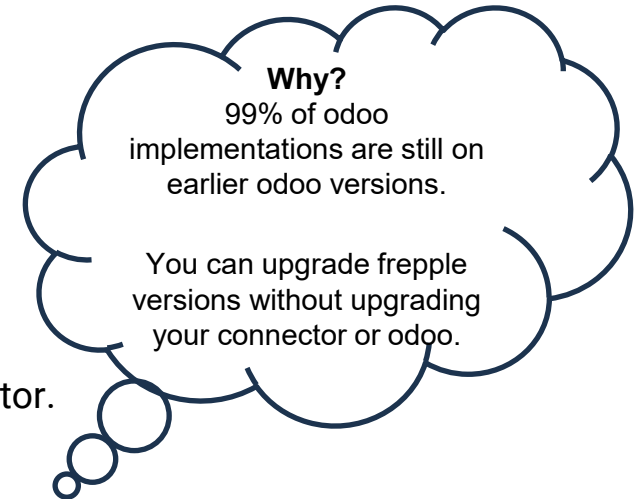 Why?
99% of odoo
implementations are still on
earlier odoo versions.
You can upgrade frepple
versions without upgrading
your connector or odoo.
tor.